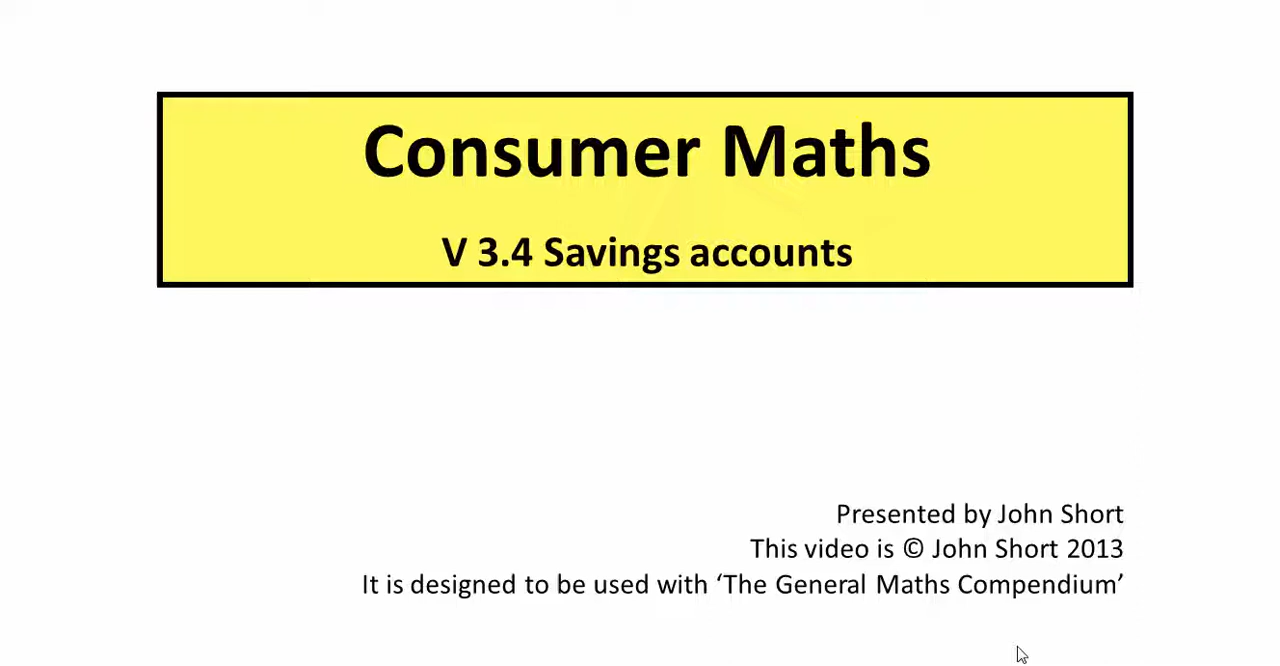 Consumer Maths
V 3.4 Savings accounts
Presented by John Short
This video is © John Short 2013
It is designed to be used with ‘The General Maths Compendium’